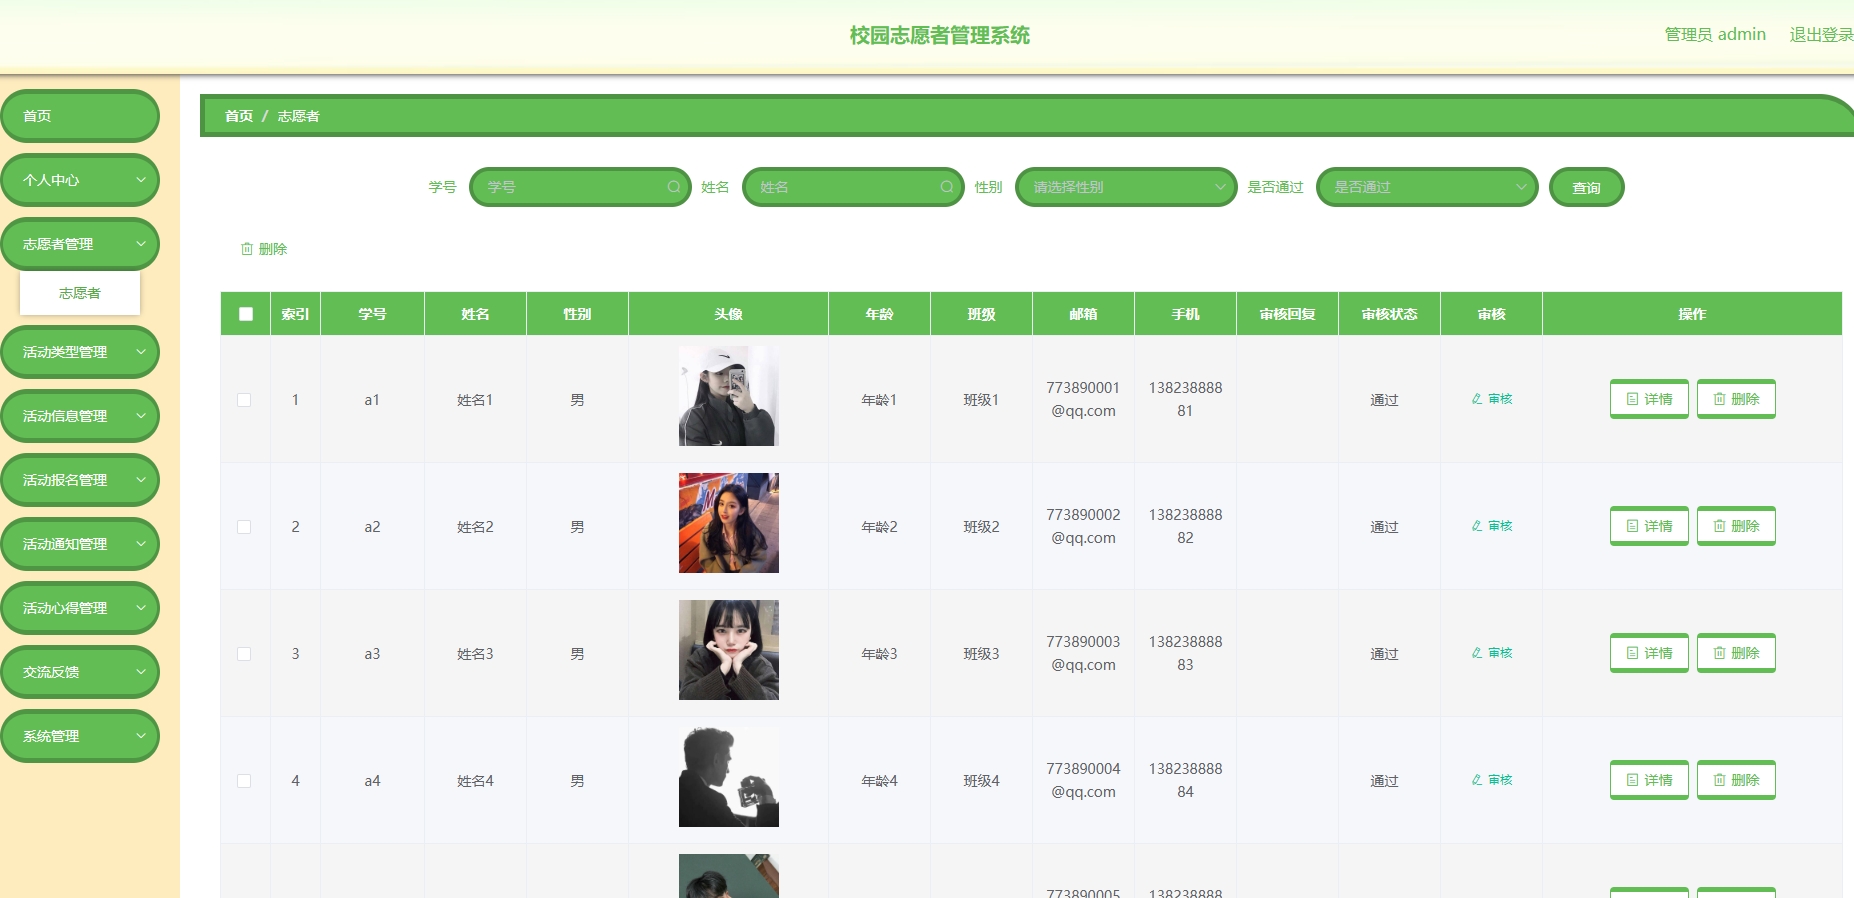 校园志愿者管理系统
管理员 admin 退出登录
首页
个人中心
志愿者管理
志愿者
活动类型管理
活动信息管理
活动报名管理
活动通知管理
活动心得管理
交流反馈
系统管理
首页 / 志愿者
学号 学号 姓名 姓名 性别 请选择性别 是否通过 是否通过 查询
删除
索引 学号 姓名 性别 头像 年龄 班级 邮箱 手机 审核回复 审核状态 审核 操作
1 a1 姓名1 男 年龄1 班级1 773890001 138238888 通过 审核 详情 删除
@qq.com 81
2 a2 姓名2 男 年龄2 班级2 773890002 138238888 通过 审核 详情 删除
@qq.com 82
3 a3 姓名3 男 年龄3 班级3 773890003 138238888 通过 审核 详情 删除
@qq.com 83
4 a4 姓名4 男 年龄4 班级4 773890004 138238888 通过 审核 详情 删除
@qq.com 84
773890005 138238888